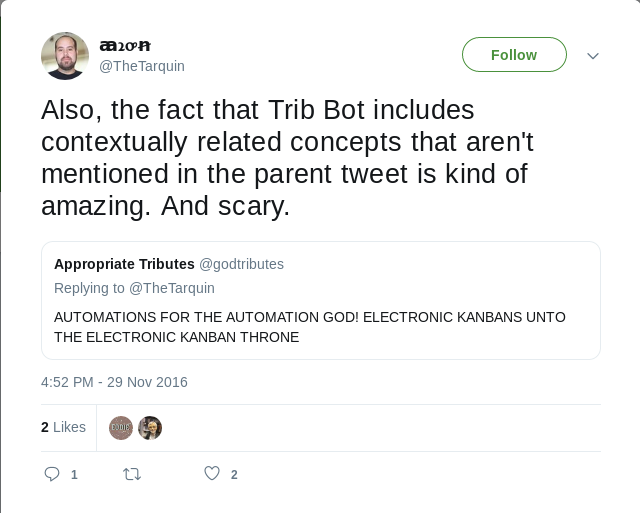 @TheTarquin
Follow
Also, the fact that Trib Bot includes
contextually related concepts that aren't
mentioned in the parent tweet is kind of
amazing. And scary.
Appropriate Tributes @godtributes
Replying to @TheTarquin
AUTOMATIONS FOR THE AUTOMATION GOD! ELECTRONIC KANBANS UNTO
THE ELECTRONIC KANBAN THRONE
4:52 PM - 29 Nov 2016
2 Likes
1
2